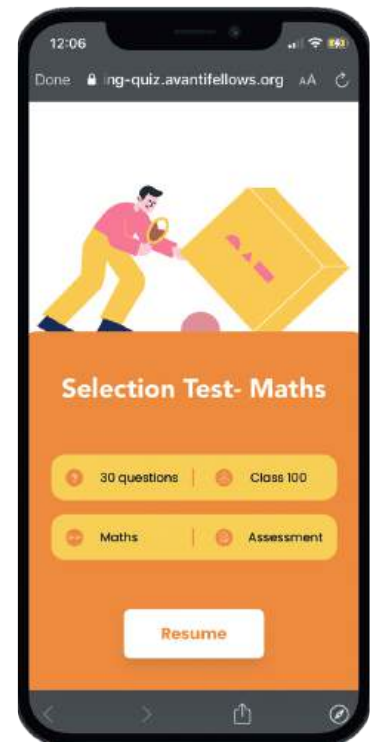 12:06
Done ing-quiz.avantifellows.org AA
Selection Test- Maths
? 30 questions Class 100
Maths Assessment
Resume